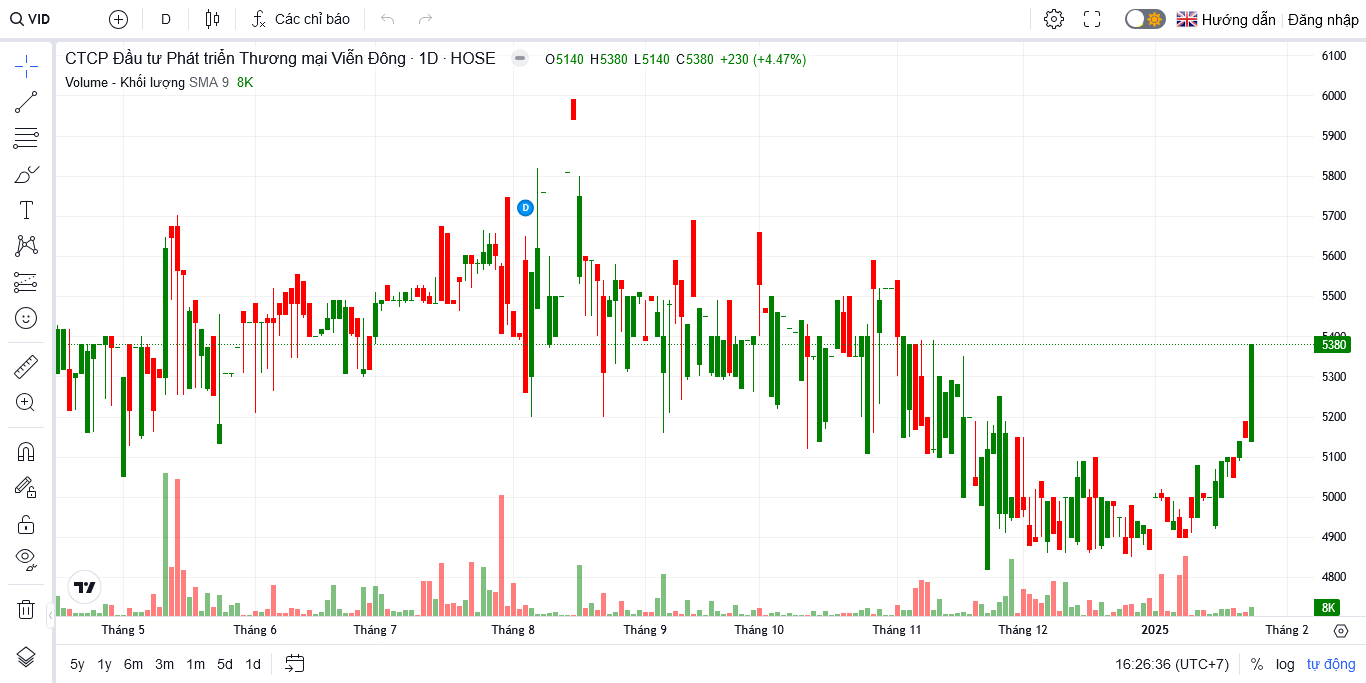 VID D Các chỉ báo Hướng dẫn Đăng nhập
CTCP Đầu tư Phát triển Thương mại Viễn Đông · 1D · HOSE O5140 H5380 L5140 C5380 +230 (+4.47%)
Volume - Khối lượng SMA 9 8K
6100
6000
5900
5800
5700
D
5600
5500
5400
5380
5300
5200
5100
5000
4900
4800
8K
Tháng 5 Tháng 6 Tháng 7 Tháng 8 Tháng 9 Tháng 10 Tháng 11 Tháng 12 2025 Tháng 2
5y 1y 6m 3m 1m 5d 1d 16:26:36 (UTC+7) % log tự động